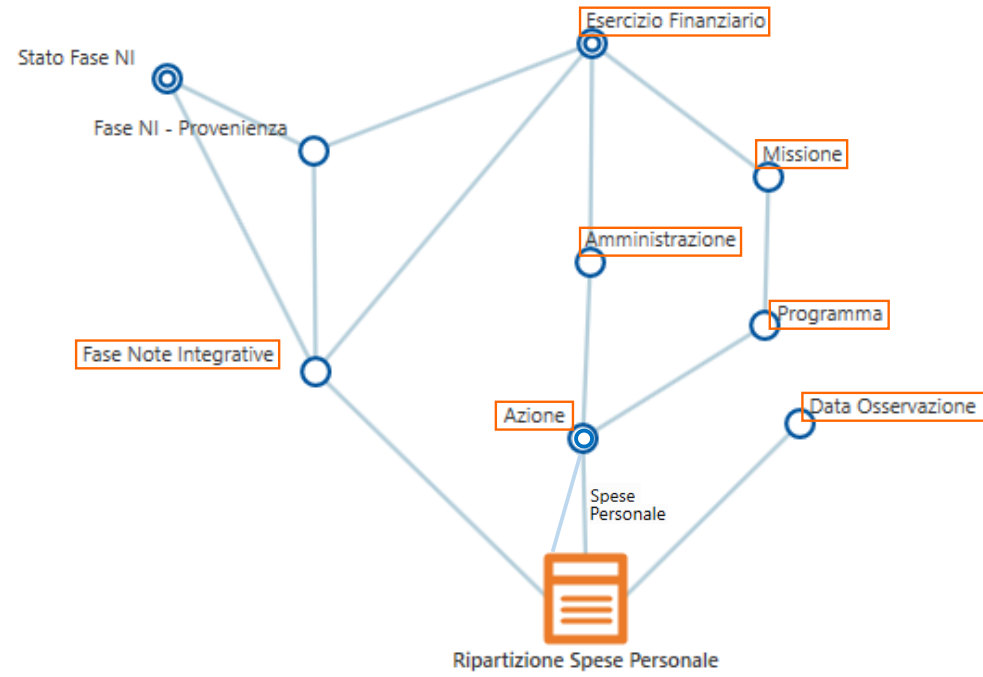 Esercizio Finanziario
Stato Fase NI
Fase NI - Provenienza
Missione
Amministrazione
Programma
Fase Note Integrative
Azione
Data Osservazione
Spese
Personale
Ripartizione Spese Personale